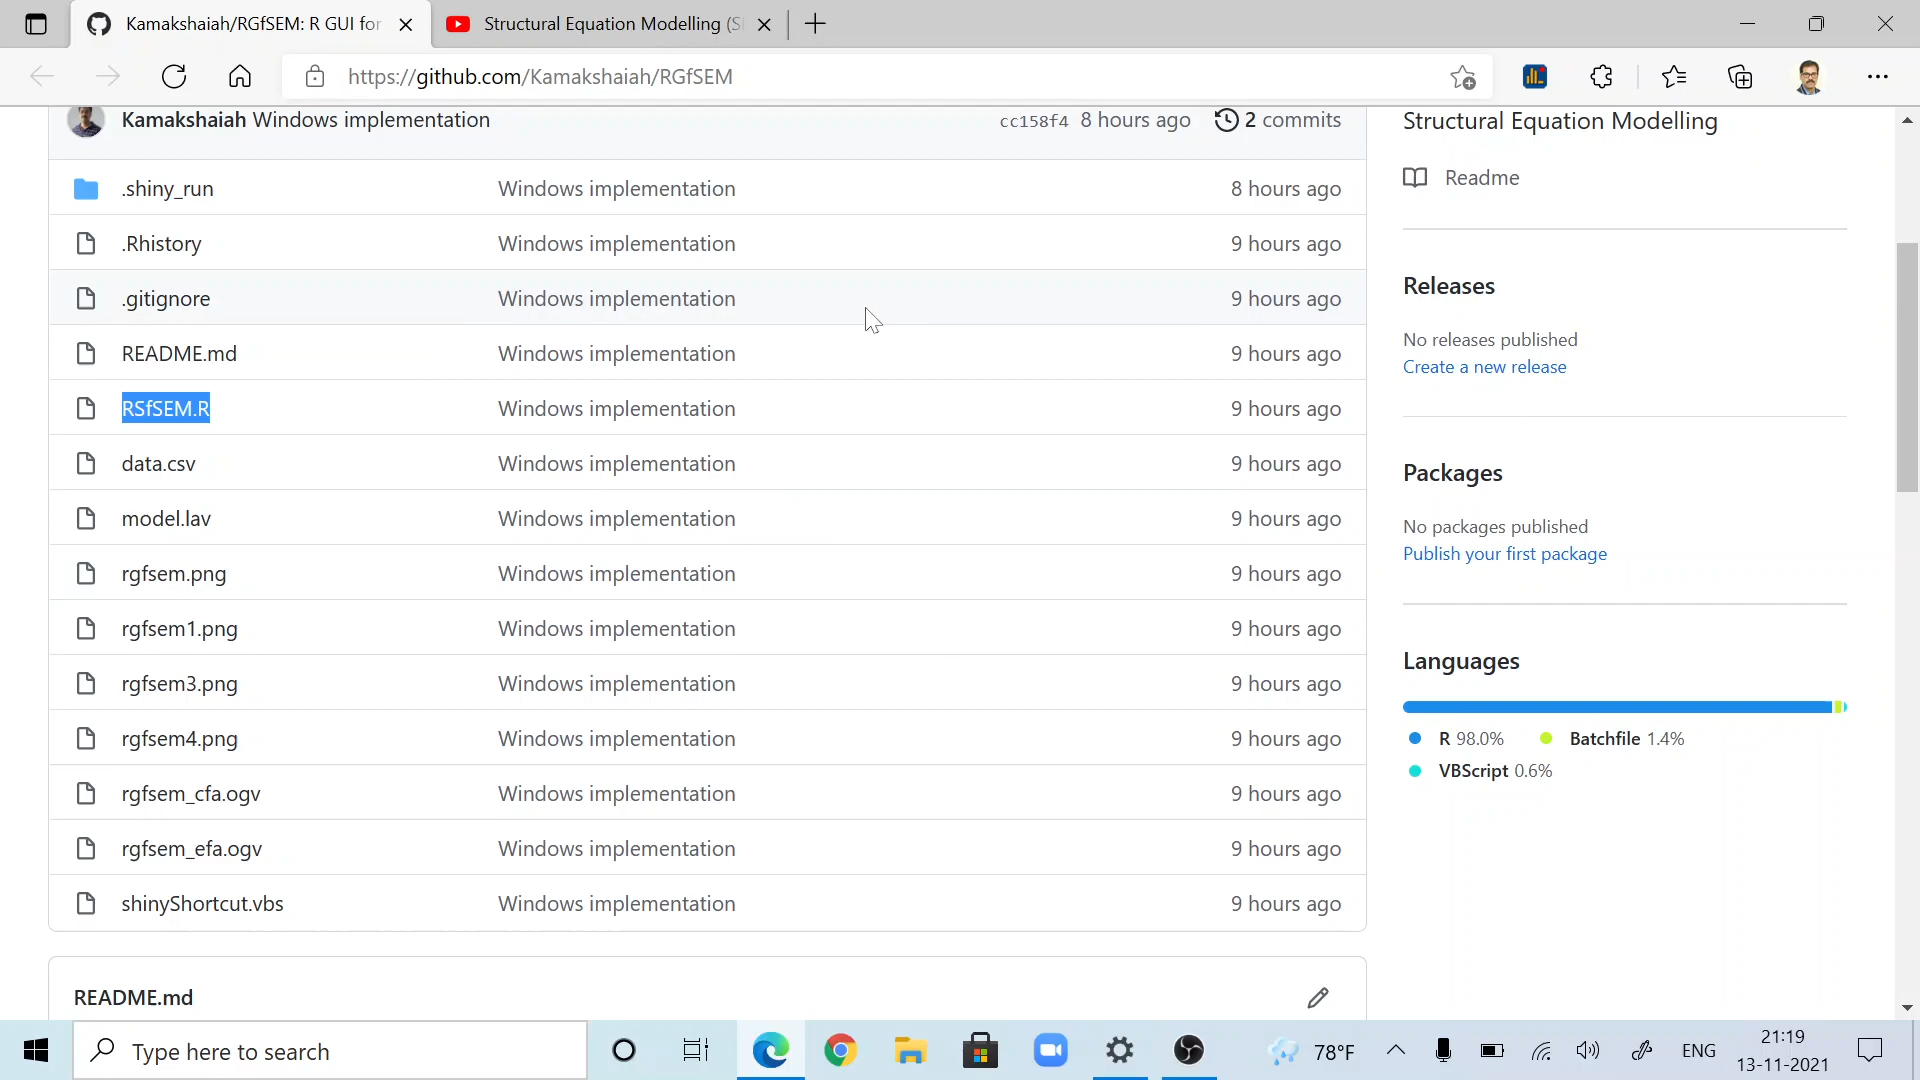 Kamakshaiah/RGfSEM: R GUI for
Structural Equation Modelling (S
https://github.com/Kamakshaiah/RGfSEM
Kamakshaiah Windows implementation cc158f4 8 hours ago 2 commits
.shiny_run Windows implementation 8 hours ago
.Rhistory Windows implementation 9 hours ago
.gitignore Windows implementation 9 hours ago
README.md Windows implementation 9 hours ago
RSfSEM.R Windows implementation 9 hours ago
data.csv Windows implementation 9 hours ago
model.lav Windows implementation 9 hours ago
rgfsem.png Windows implementation 9 hours ago
rgfsem1.png Windows implementation 9 hours ago
rgfsem3.png Windows implementation 9 hours ago
rgfsem4.png Windows implementation 9 hours ago
rgfsem_cfa.ogv Windows implementation 9 hours ago
rgfsem_efa.ogv Windows implementation 9 hours ago
shinyShortcut.vbs Windows implementation 9 hours ago
README.md
Structural Equation Modelling
Readme
Releases
No releases published
Create a new release
Packages
No packages published
Publish your first package
Languages
R 98.0% Batchfile 1.4%
VBScript 0.6%
Type here to search
78°F
ENG
21:19
13-11-2021